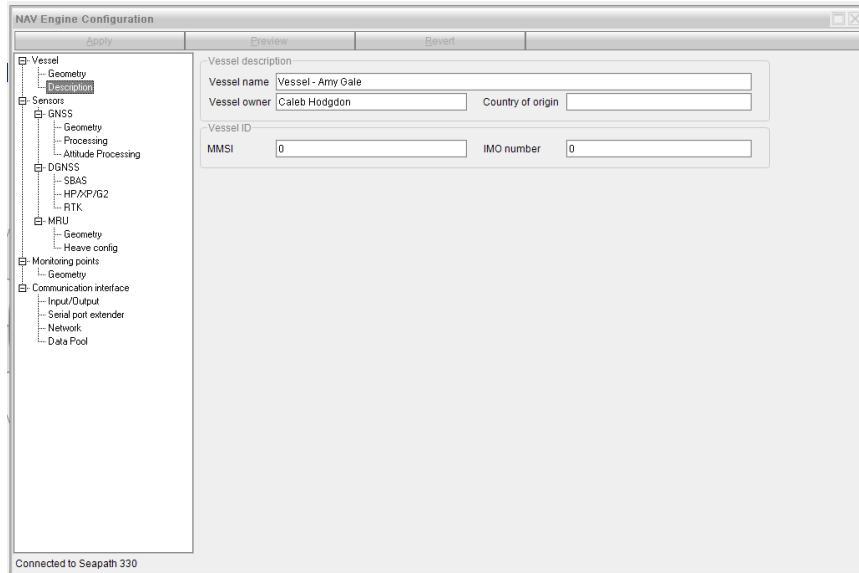 NAV Engine Configuration
Apply Preview Revert
Vessel
Geometry
Description
Sensors
GNSS
Geometry
Processing
Attitude Processing
DGNSS
SBAS
HP/XP/G2
RTK
MRU
Geometry
Heave config
Monitoring points
Geometry
Communication interface
Input/Output
Serial port extender
Network
Data Pool
Vessel description
Vessel name Vessel - Amy Gale
Vessel owner Caleb Hodgdon Country of origin
Vessel ID
MMSI 0 IMO number 0
Connected to Seapath 330